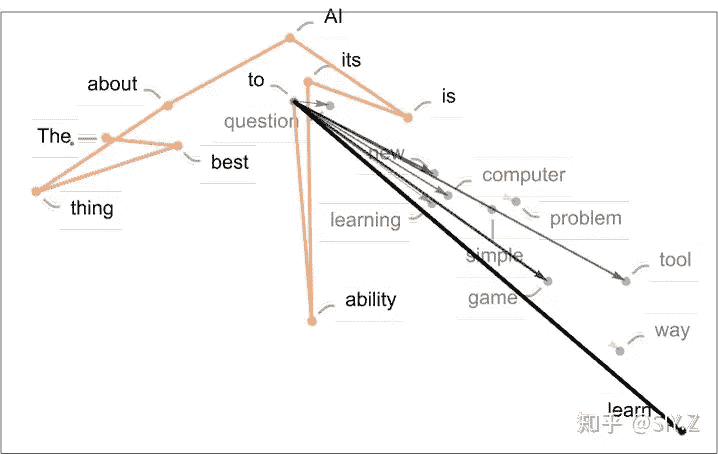 AI
its
to
about
is
question
The
new
best
computer
thing
learning
problem
simple
tool
game
ability
way
learn
知乎 @SIY.Z